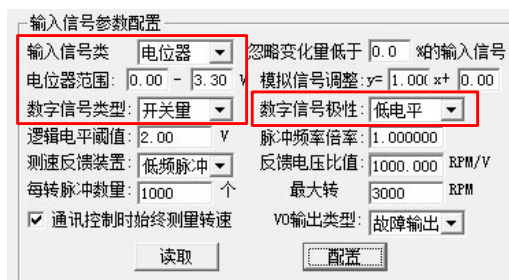 输入信号参数配置
输入信号类 电位器 忽略变化量低于 0.0 %的输入信号
电位器范围: 0.00 - 3.30 V 模拟信号调整:y= 1.00( x+ 0.00
数字信号类型: 开关量 数字信号极性: 低电平
逻辑电平阈值: 2.00 V 脉冲频率倍率: 1.000000
测速反馈装置: 低频脉冲 反馈电压比值: 1000.000 RPM/V
每转脉冲数量: 1000 个 最大转 3000 RPM
通讯控制时始终测量转速 VO输出类型: 故障输出
读取 配置